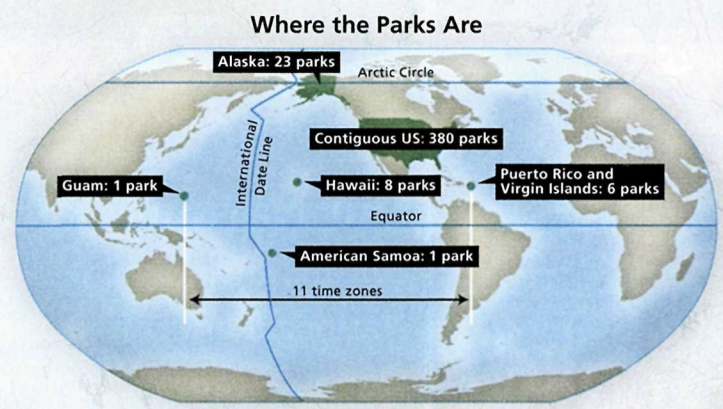 Where the Parks Are
Alaska: 23 parks
Arctic Circle
Contiguous US: 380 parks
International
Date Line
Guam: 1 park
Hawaii: 8 parks
Puerto Rico and
Virgin Islands: 6 parks
Equator
American Samoa: 1 park
11 time zones